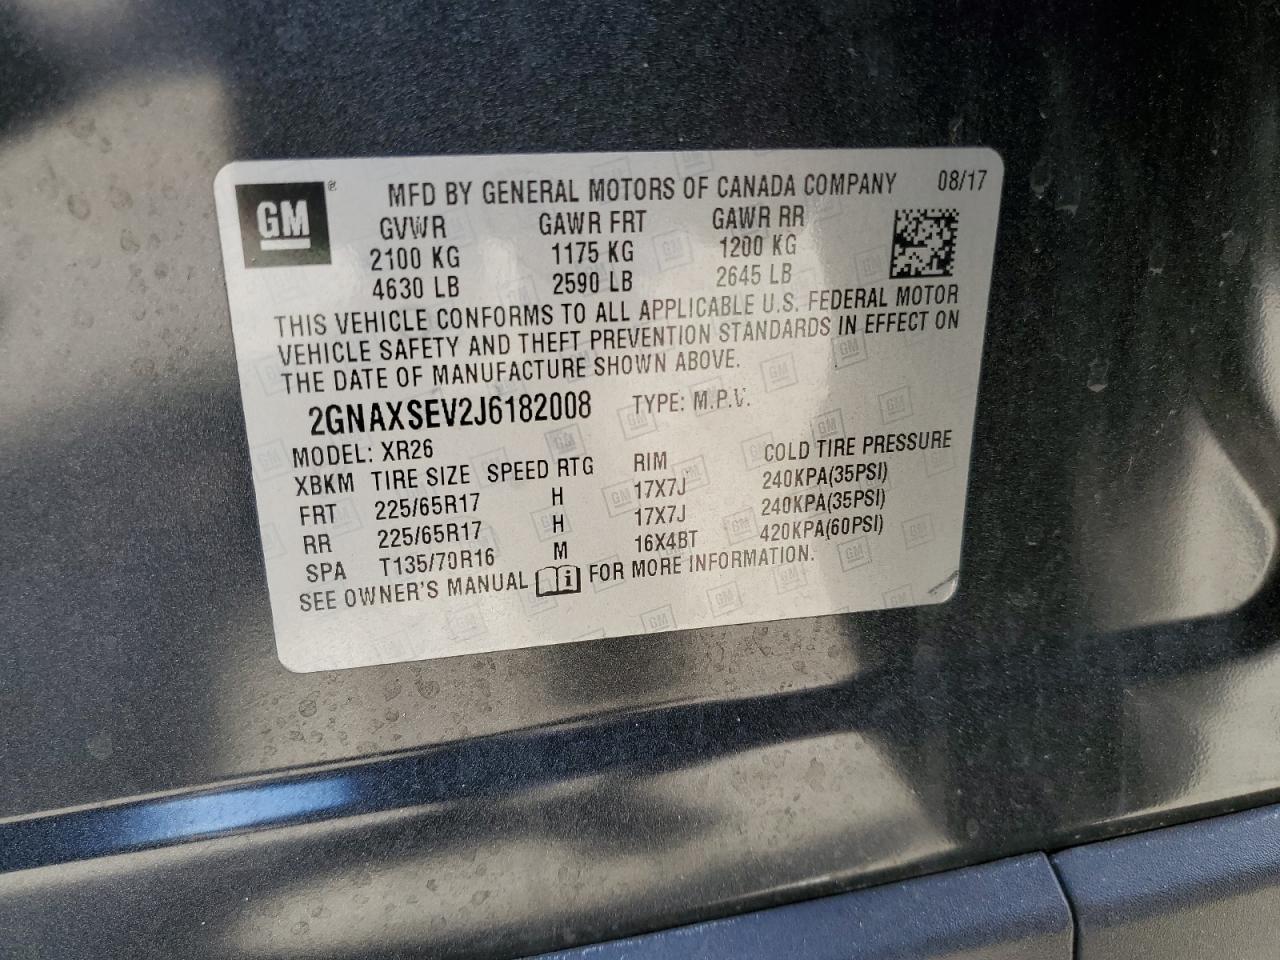 GM ® MFD BY GENERAL MOTORS OF CANADA COMPANY 08/17
GVWR GAWR FRT GAWR RR
2100 KG 1175 KG 1200 KG
4630 LB 2590 LB 2645 LB
THIS VEHICLE CONFORMS TO ALL APPLICABLE U.S. FEDERAL MOTOR
VEHICLE SAFETY AND THEFT PREVENTION STANDARDS IN EFFECT ON
THE DATE OF MANUFACTURE SHOWN ABOVE.
2GNAXSEV2J6182008 TYPE: M.P.V.
MODEL: XR26
XBKM TIRE SIZE SPEED RTG RIM COLD TIRE PRESSURE
FRT 225/65R17 H 17X7J 240KPA(35PSI)
RR 225/65R17 H 17X7J 240KPA(35PSI)
SPA T135/70R16 M 16X4BT 420KPA(60PSI)
SEE OWNER'S MANUAL FOR MORE INFORMATION.